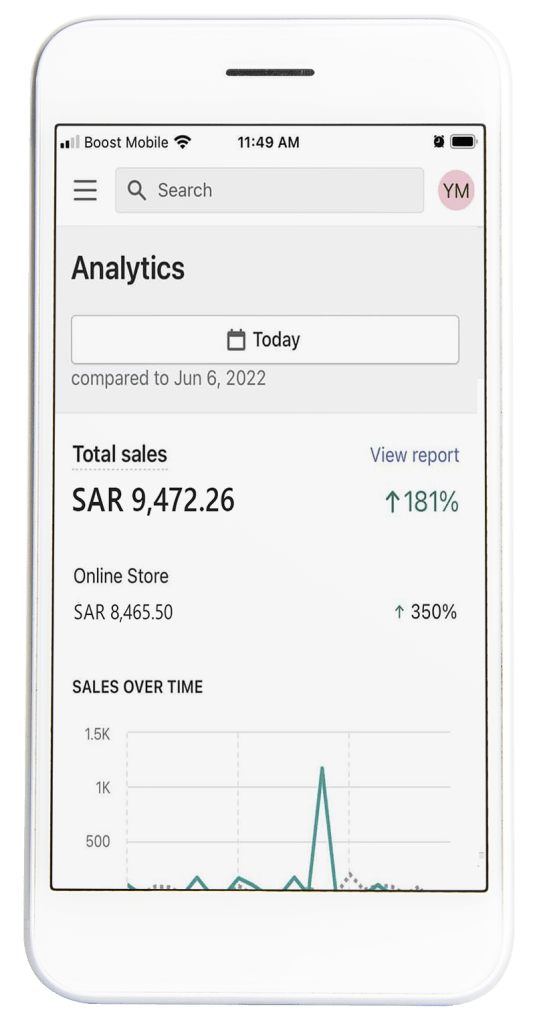 Boost Mobile 11:49 AM
Search YM
Analytics
Today
compared to Jun 6, 2022
Total sales View report
SAR 9,472.26 ↑181%
Online Store
SAR 8,465.50 ↑ 350%
SALES OVER TIME
1.5K
1K
500